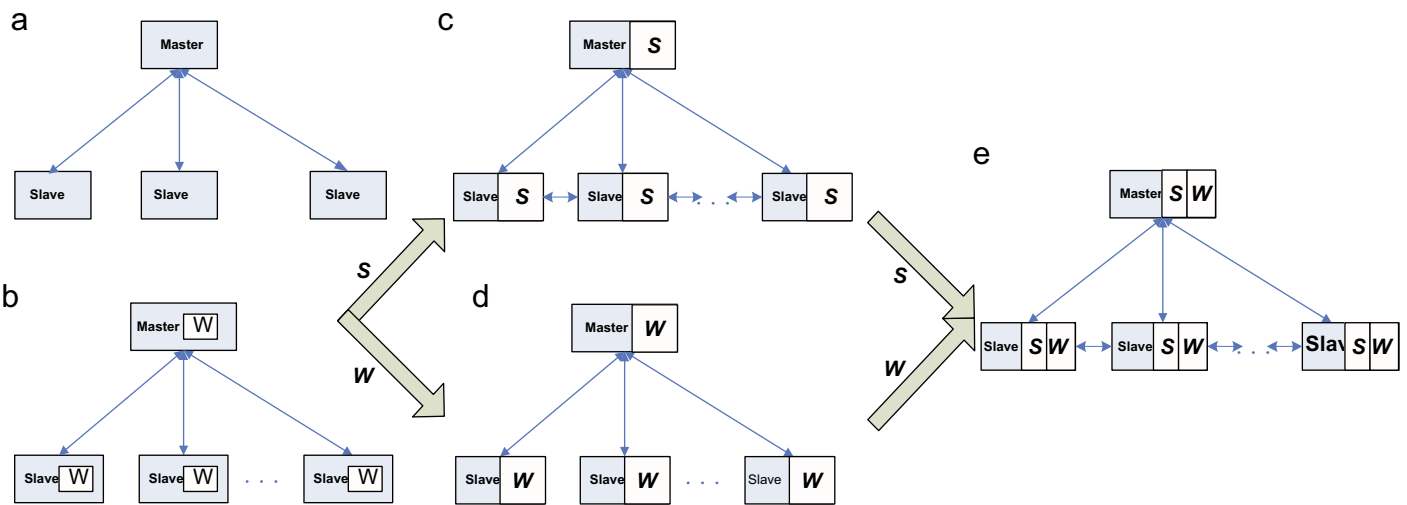 a
Master
Slave Slave Slave
b
Master W
Slave W Slave W . . . Slave W
S
W
c
Master S
Slave S Slave S . . . Slave S
d
Master W
Slave W Slave W . . . Slave W
S
W
e
Master S W
Slave S W Slave S W . . . Slav S W